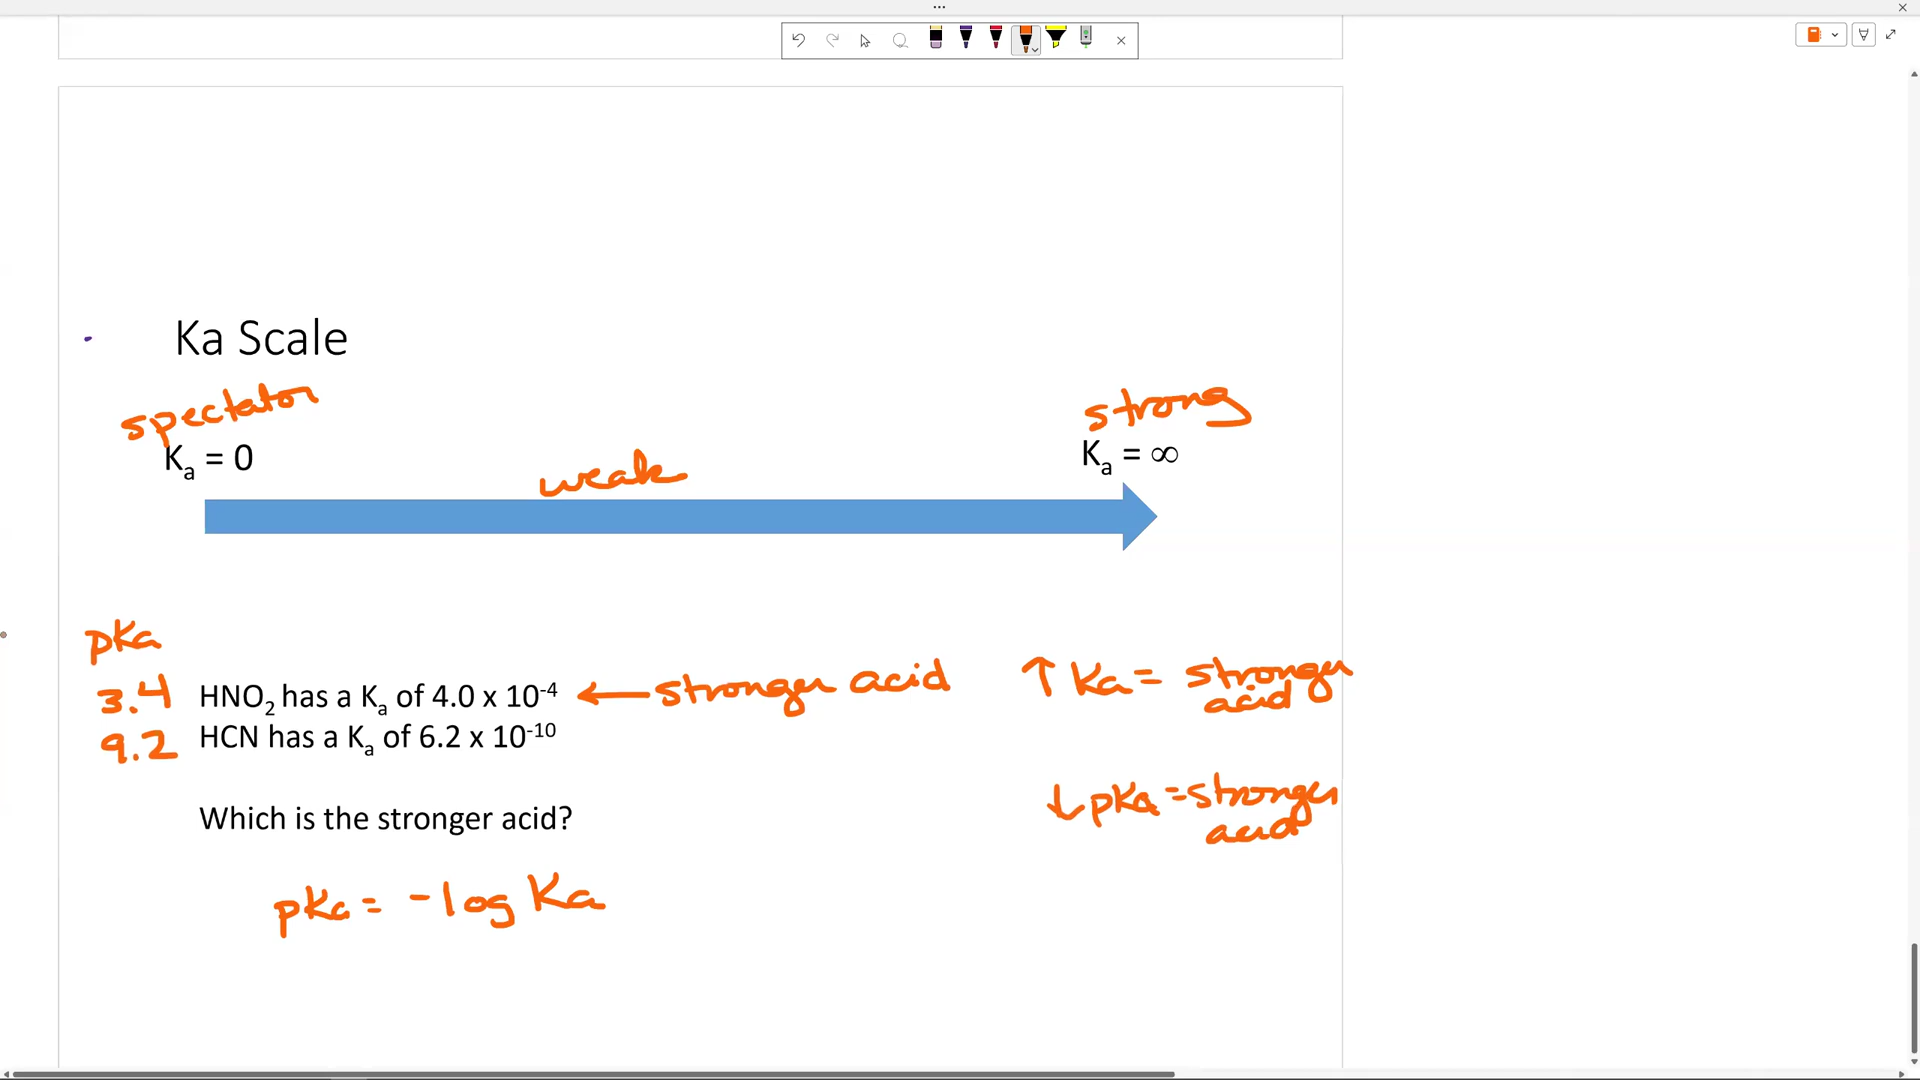 Ka Scale
spectator
strong
Kₐ = 0
Kₐ = ∞
weak
pKa
3.4 HNO₂ has a Kₐ of 4.0 x 10⁻⁴ ← stronger acid
9.2 HCN has a Kₐ of 6.2 x 10⁻¹⁰
↑ Ka = stronger
acid
↓ pKa = stronger
acid
Which is the stronger acid?
pKa = -log Ka